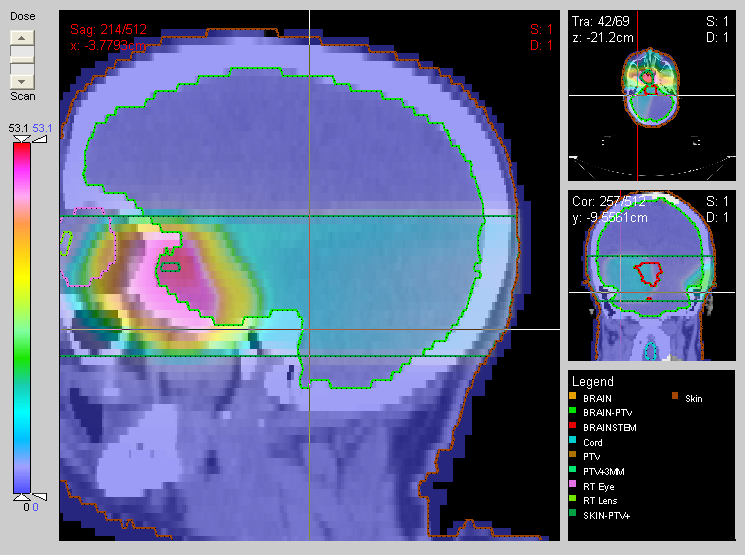 Dose
Scan
53.1 53.1
0 0
Sag: 214/512
x: -3.7793cm
S: 1
D: 1
Tra: 42/69
z: -21.2cm
S: 1
D: 1
Cor: 257/512
y: -9.5561cm
S: 1
D: 1
Legend
BRAIN
BRAIN-PTV
BRAINSTEM
Cord
PTV
PTV+3MM
RT Eye
RT Lens
SKIN-PTV+
Skin